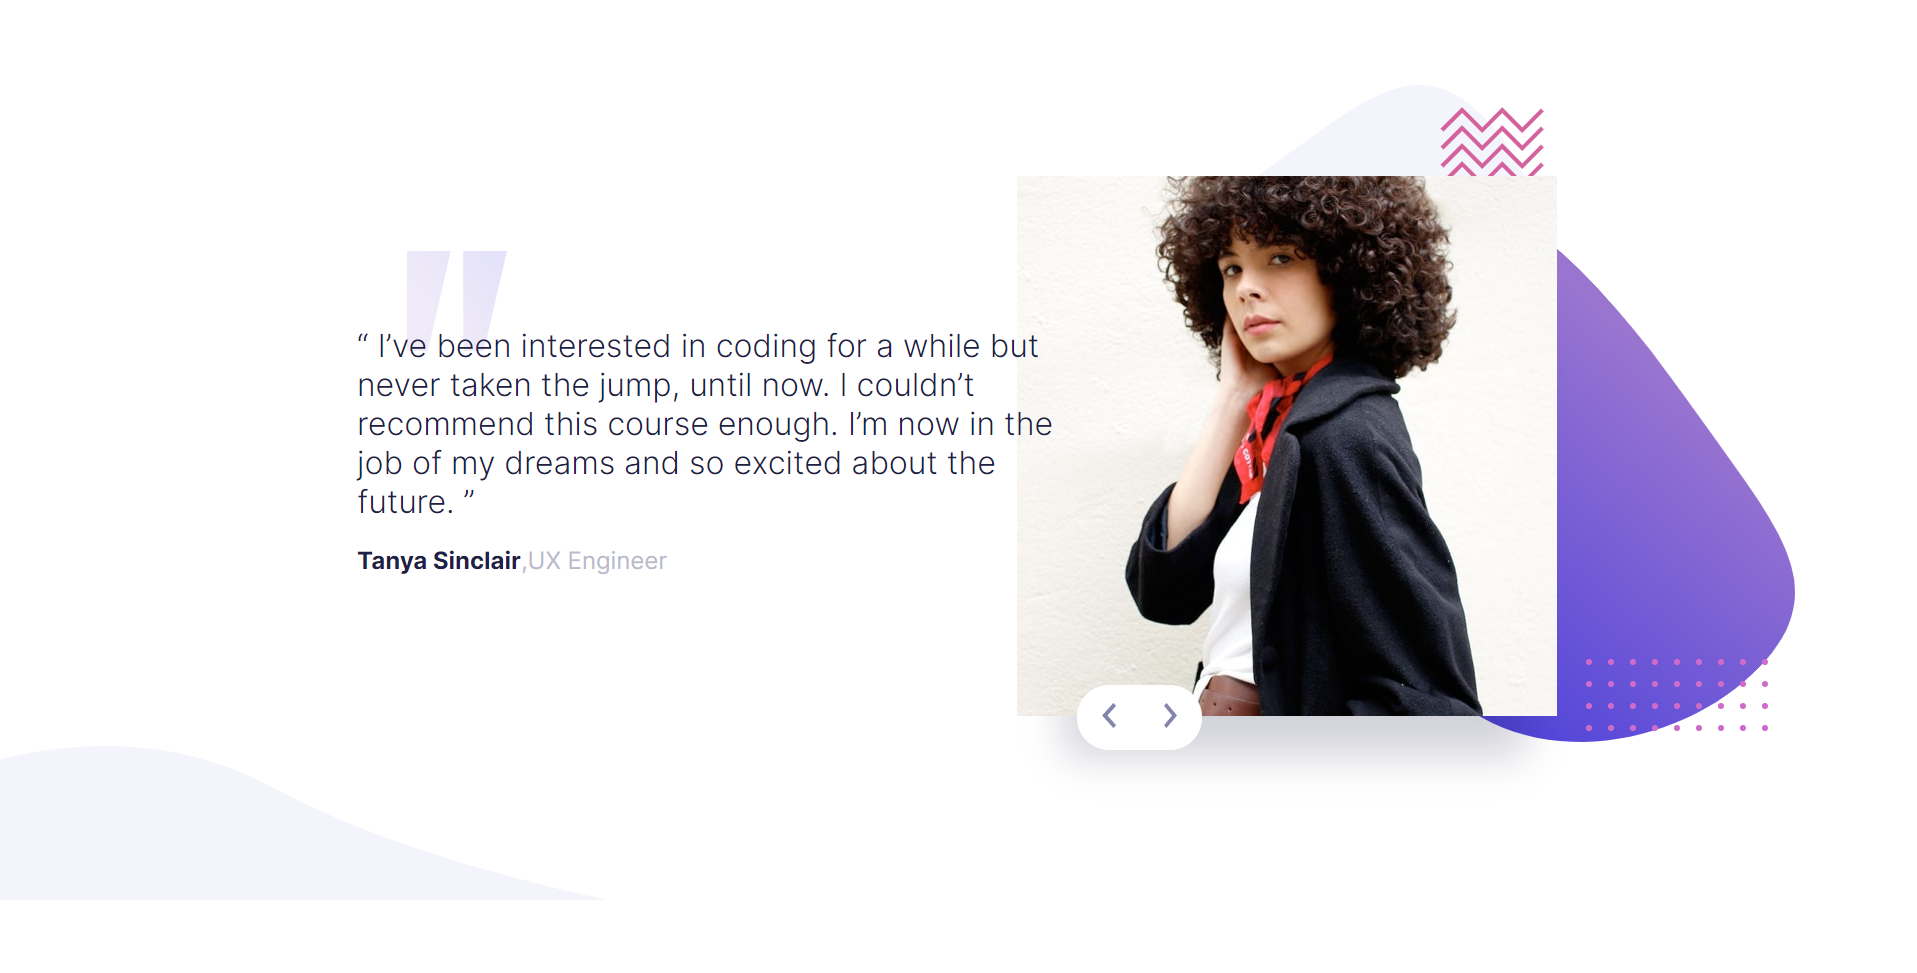 “ I’ve been interested in coding for a while but
never taken the jump, until now. I couldn’t
recommend this course enough. I’m now in the
job of my dreams and so excited about the
future. ”
Tanya Sinclair,UX Engineer